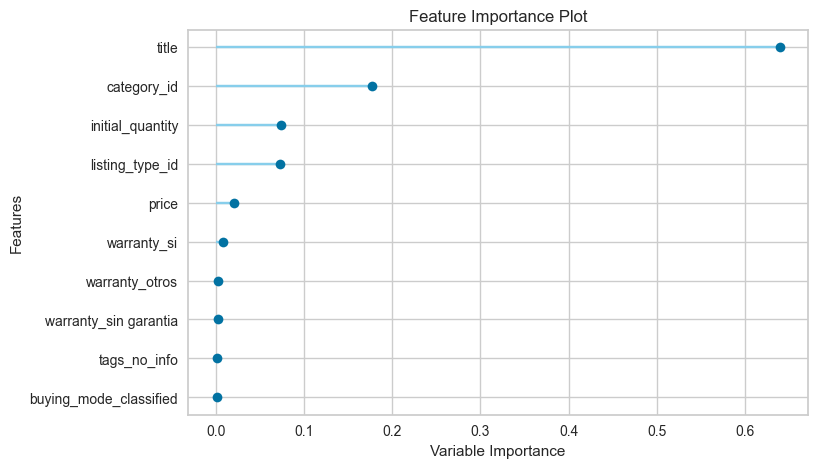 Feature Importance Plot
title
category_id
initial_quantity
listing_type_id
price
warranty_si
warranty_otros
warranty_sin garantia
tags_no_info
buying_mode_classified
Features
0.0 0.1 0.2 0.3 0.4 0.5 0.6
Variable Importance